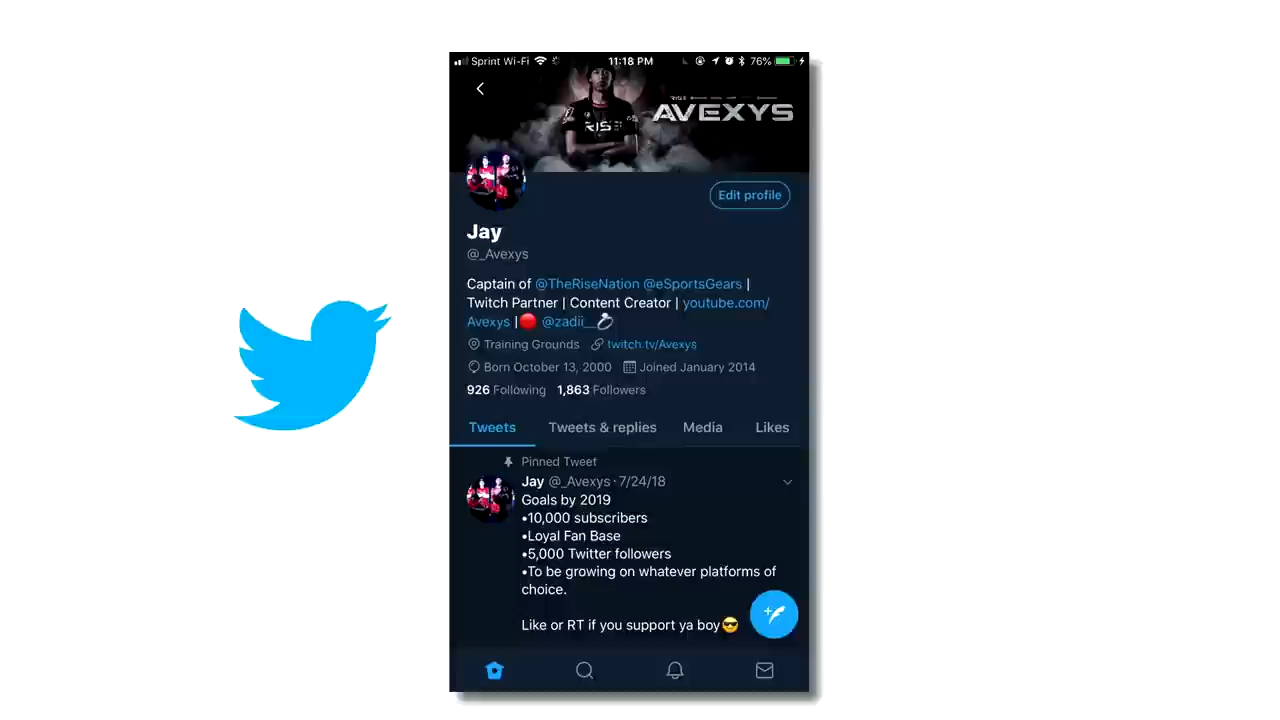 Sprint Wi-Fi 11:18 PM 76%
AVEXYS
RISE
Edit profile
Jay
@_Avexys
Captain of @TheRiseNation @eSportsGears |
Twitch Partner | Content Creator | youtube.com/
Avexys |🔴 @zadii__💍
Training Grounds twitch.tv/Avexys
Born October 13, 2000 Joined January 2014
926 Following 1,863 Followers
Tweets Tweets & replies Media Likes
Pinned Tweet
Jay @_Avexys · 7/24/18
Goals by 2019
•10,000 subscribers
•Loyal Fan Base
•5,000 Twitter followers
•To be growing on whatever platforms of
choice.
Like or RT if you support ya boy😎